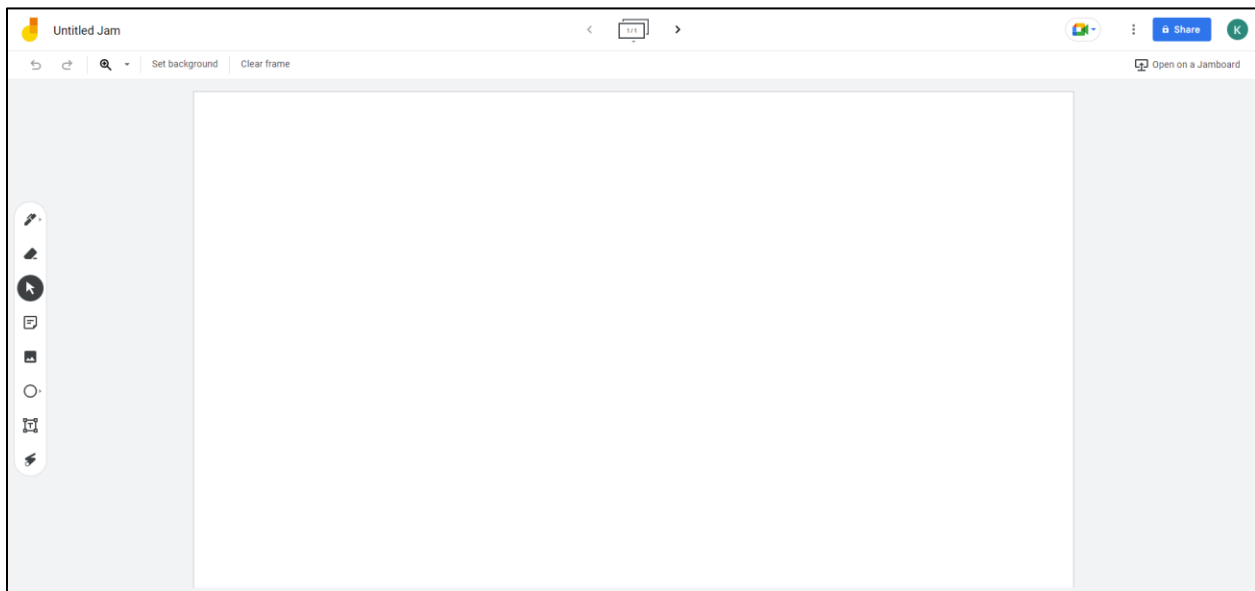 Untitled Jam
1/1
Share
K
Set background
Clear frame
Open on a Jamboard
T